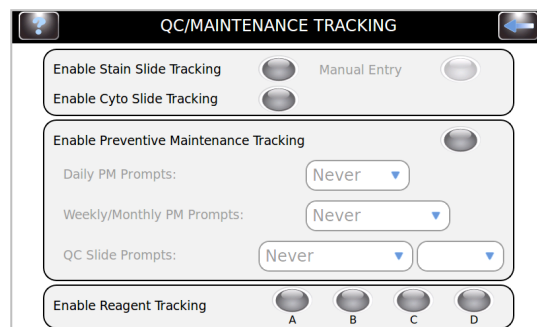 ?
QC/MAINTENANCE TRACKING
Enable Stain Slide Tracking Manual Entry
Enable Cyto Slide Tracking
Enable Preventive Maintenance Tracking
Daily PM Prompts: Never
Weekly/Monthly PM Prompts: Never
QC Slide Prompts: Never
Enable Reagent Tracking
A B C D